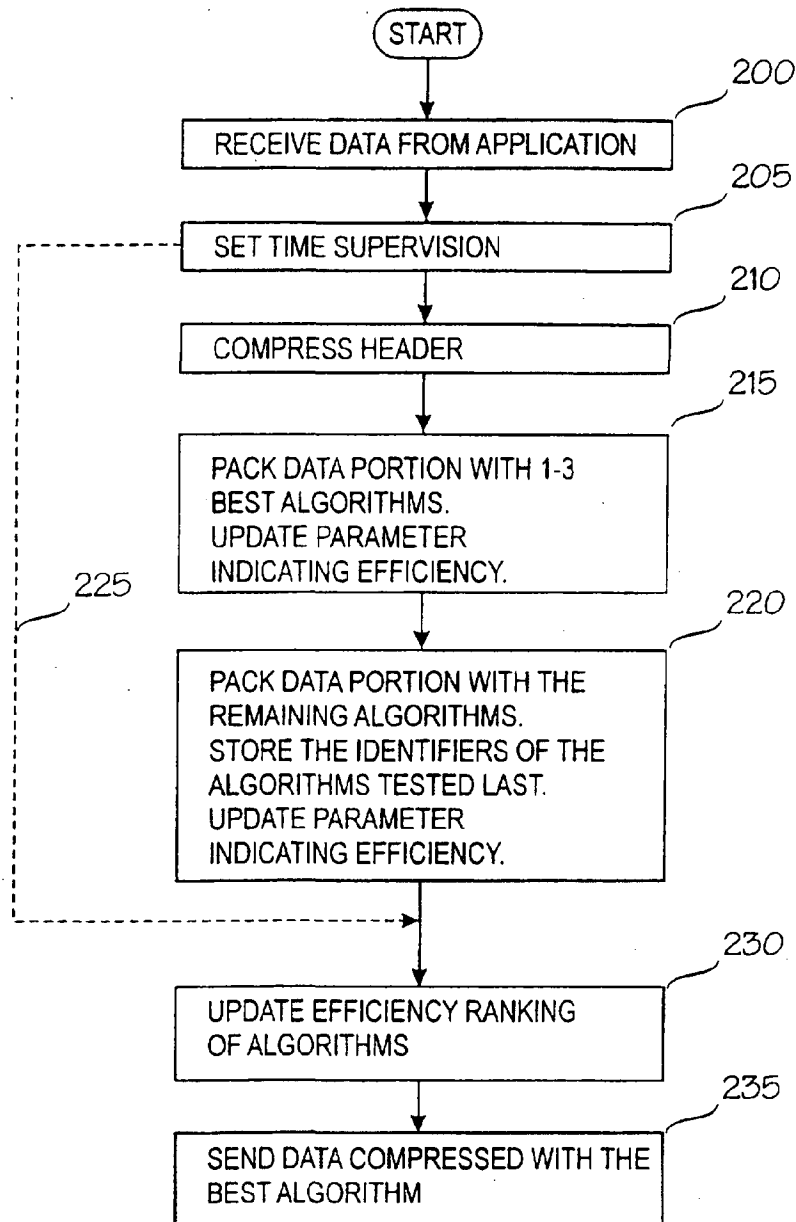 START
200
RECEIVE DATA FROM APPLICATION
205
SET TIME SUPERVISION
210
COMPRESS HEADER
215
PACK DATA PORTION WITH 1-3
BEST ALGORITHMS.
UPDATE PARAMETER
INDICATING EFFICIENCY.
225
220
PACK DATA PORTION WITH THE
REMAINING ALGORITHMS.
STORE THE IDENTIFIERS OF THE
ALGORITHMS TESTED LAST.
UPDATE PARAMETER
INDICATING EFFICIENCY.
230
UPDATE EFFICIENCY RANKING
OF ALGORITHMS
235
SEND DATA COMPRESSED WITH THE
BEST ALGORITHM